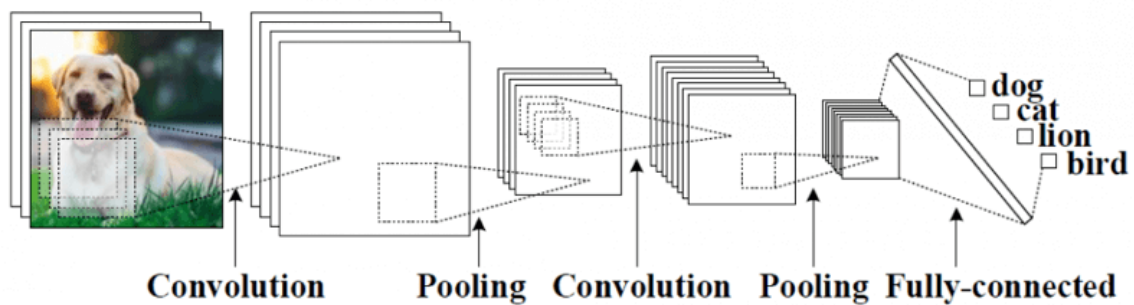 dog
cat
lion
bird
Convolution Pooling Convolution Pooling Fully-connected